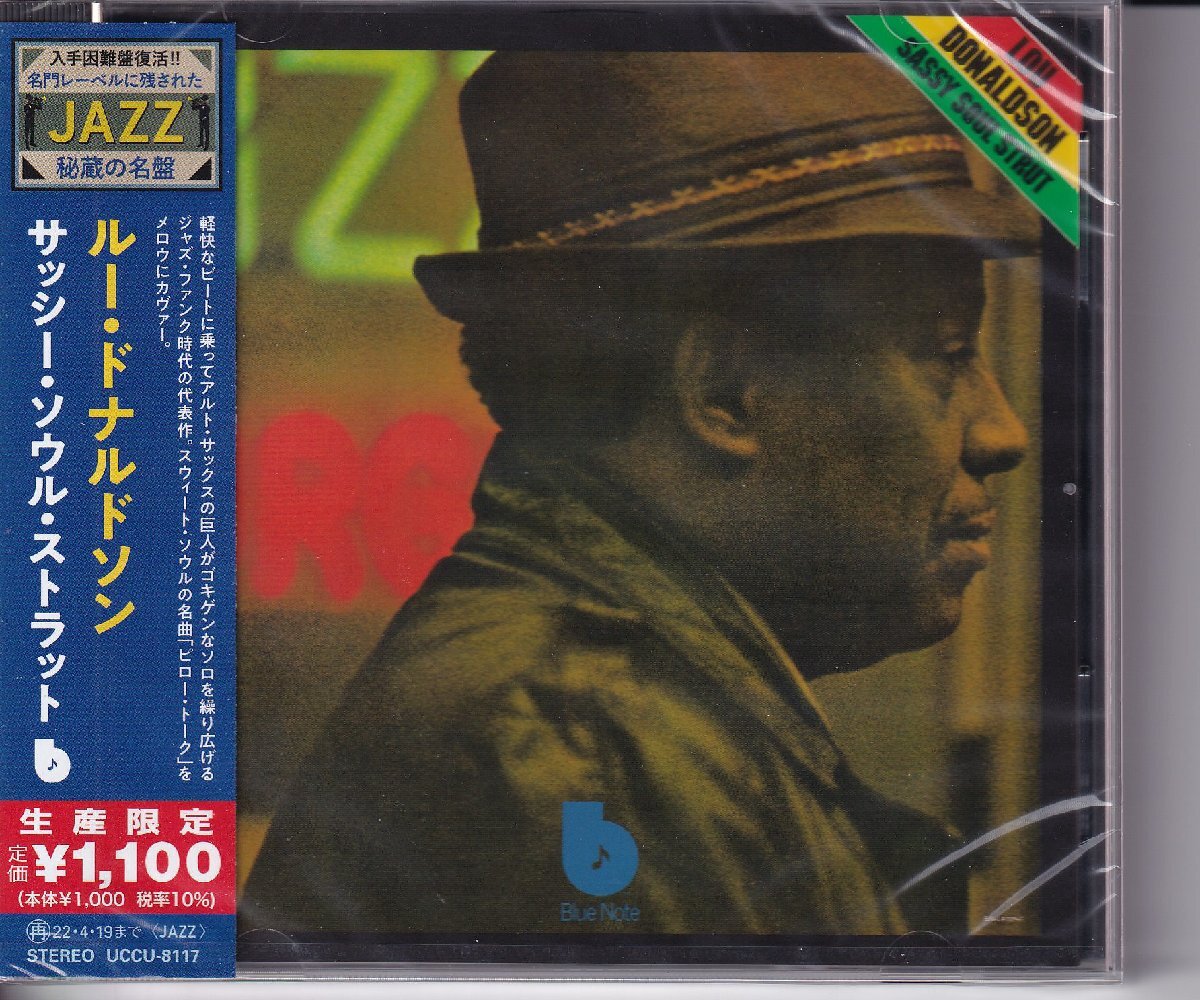 入手困難盤復活!!
名門レーベルに残された
JAZZ
秘蔵の名盤
ルー・ドナルドソン
サッシー・ソウル・ストラット
軽快なビートに乗ってアルト・サックスの巨人がゴキゲンなソロを繰り広げる
ジャズ・ファンク時代の代表作。スウィート・ソウルの名曲「ピロー・トーク」を
メロウにカヴァー。
生産限定
定価 ¥1,100
(本体¥1,000 税率10%)
再 22・4・19まで〈JAZZ〉
STEREO UCCU-8117
LOU
DONALDSON
SASSY SOUL STRUT
Blue Note